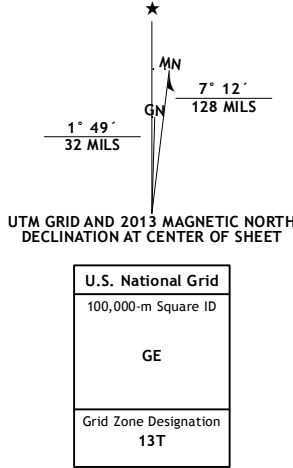 ★
MN
GN
7° 12´
128 MILS
1° 49´
32 MILS
UTM GRID AND 2013 MAGNETIC NORTH
DECLINATION AT CENTER OF SHEET
U.S. National Grid
100,000-m Square ID
GE
Grid Zone Designation
13T